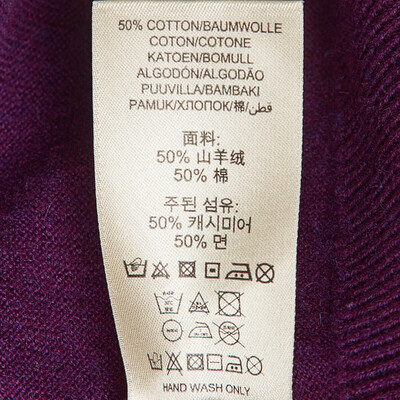 50% COTTON/BAUMWOLLE
COTON/COTONE
KATOEN/BOMULL
ALGODÓN/ALGODÃO
PUUVILLA/BAMBAKI
PAMUK/ХЛОПОК/棉/قطن/
面料:
50% 山羊绒
50% 棉
주된 섬유:
50% 캐시미어
50% 면
HAND WASH ONLY